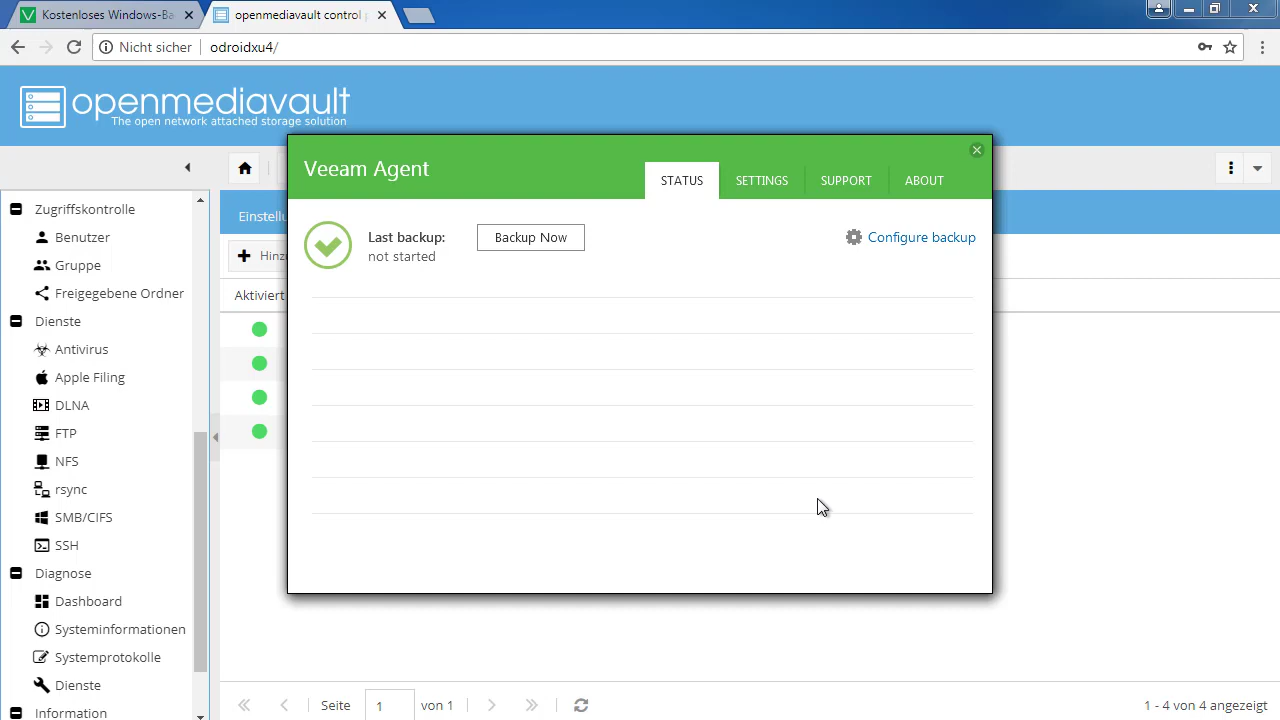 Kostenloses Windows-Ba
openmediavault control p
Nicht sicher
odroidxu4/
openmediavault
The open network attached storage solution
Zugriffskontrolle
Benutzer
Gruppe
Freigegebene Ordner
Dienste
Antivirus
Apple Filing
DLNA
FTP
NFS
rsync
SMB/CIFS
SSH
Diagnose
Dashboard
Systeminformationen
Systemprotokolle
Dienste
Information
Einstellu
Hinz
Aktiviert
Veeam Agent
STATUS
SETTINGS
SUPPORT
ABOUT
Last backup:
not started
Backup Now
Configure backup
Seite
1
von 1
1 - 4 von 4 angezeigt